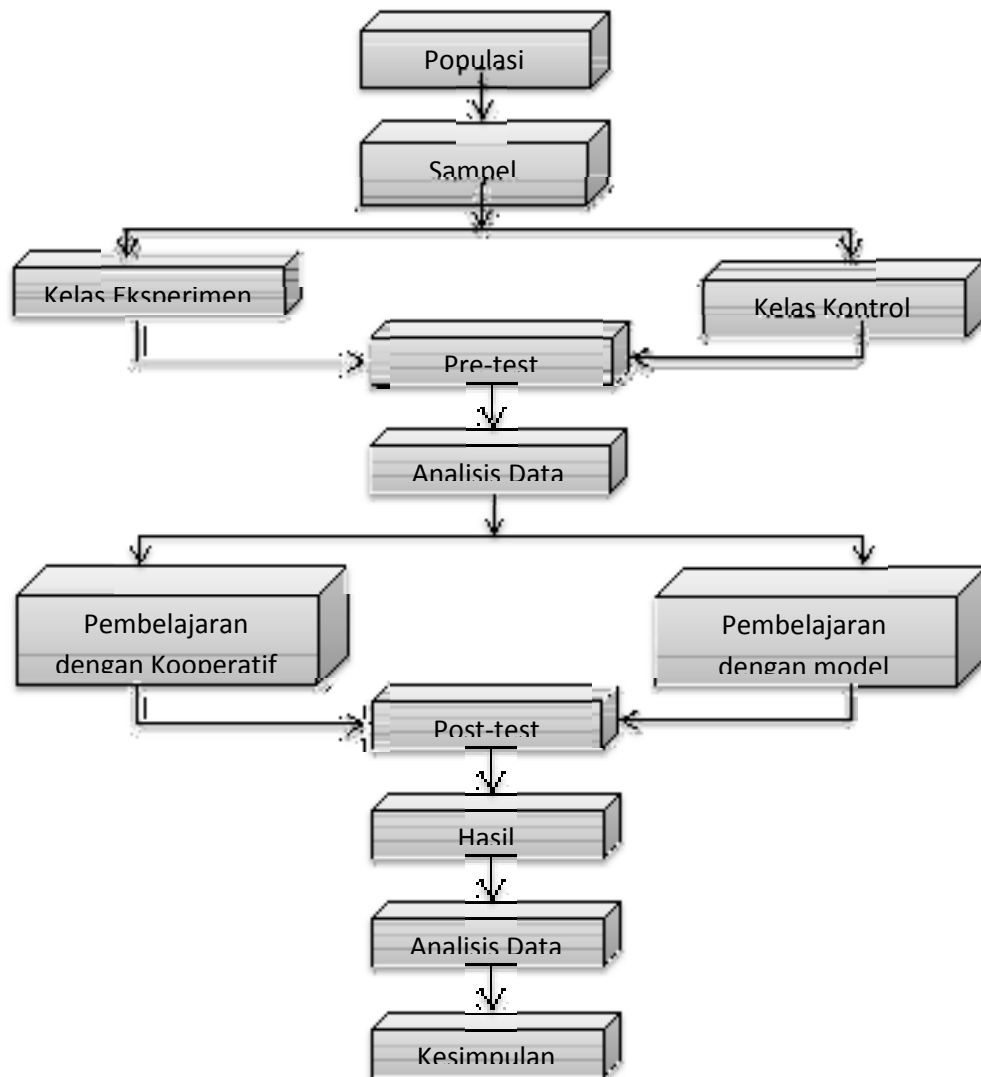 Populasi
Sampel
Kelas Eksperimen
Kelas Kontrol
Pre-test
Analisis Data
Pembelajaran
dengan Kooperatif
Pembelajaran
dengan model
Post-test
Hasil
Analisis Data
Kesimpulan